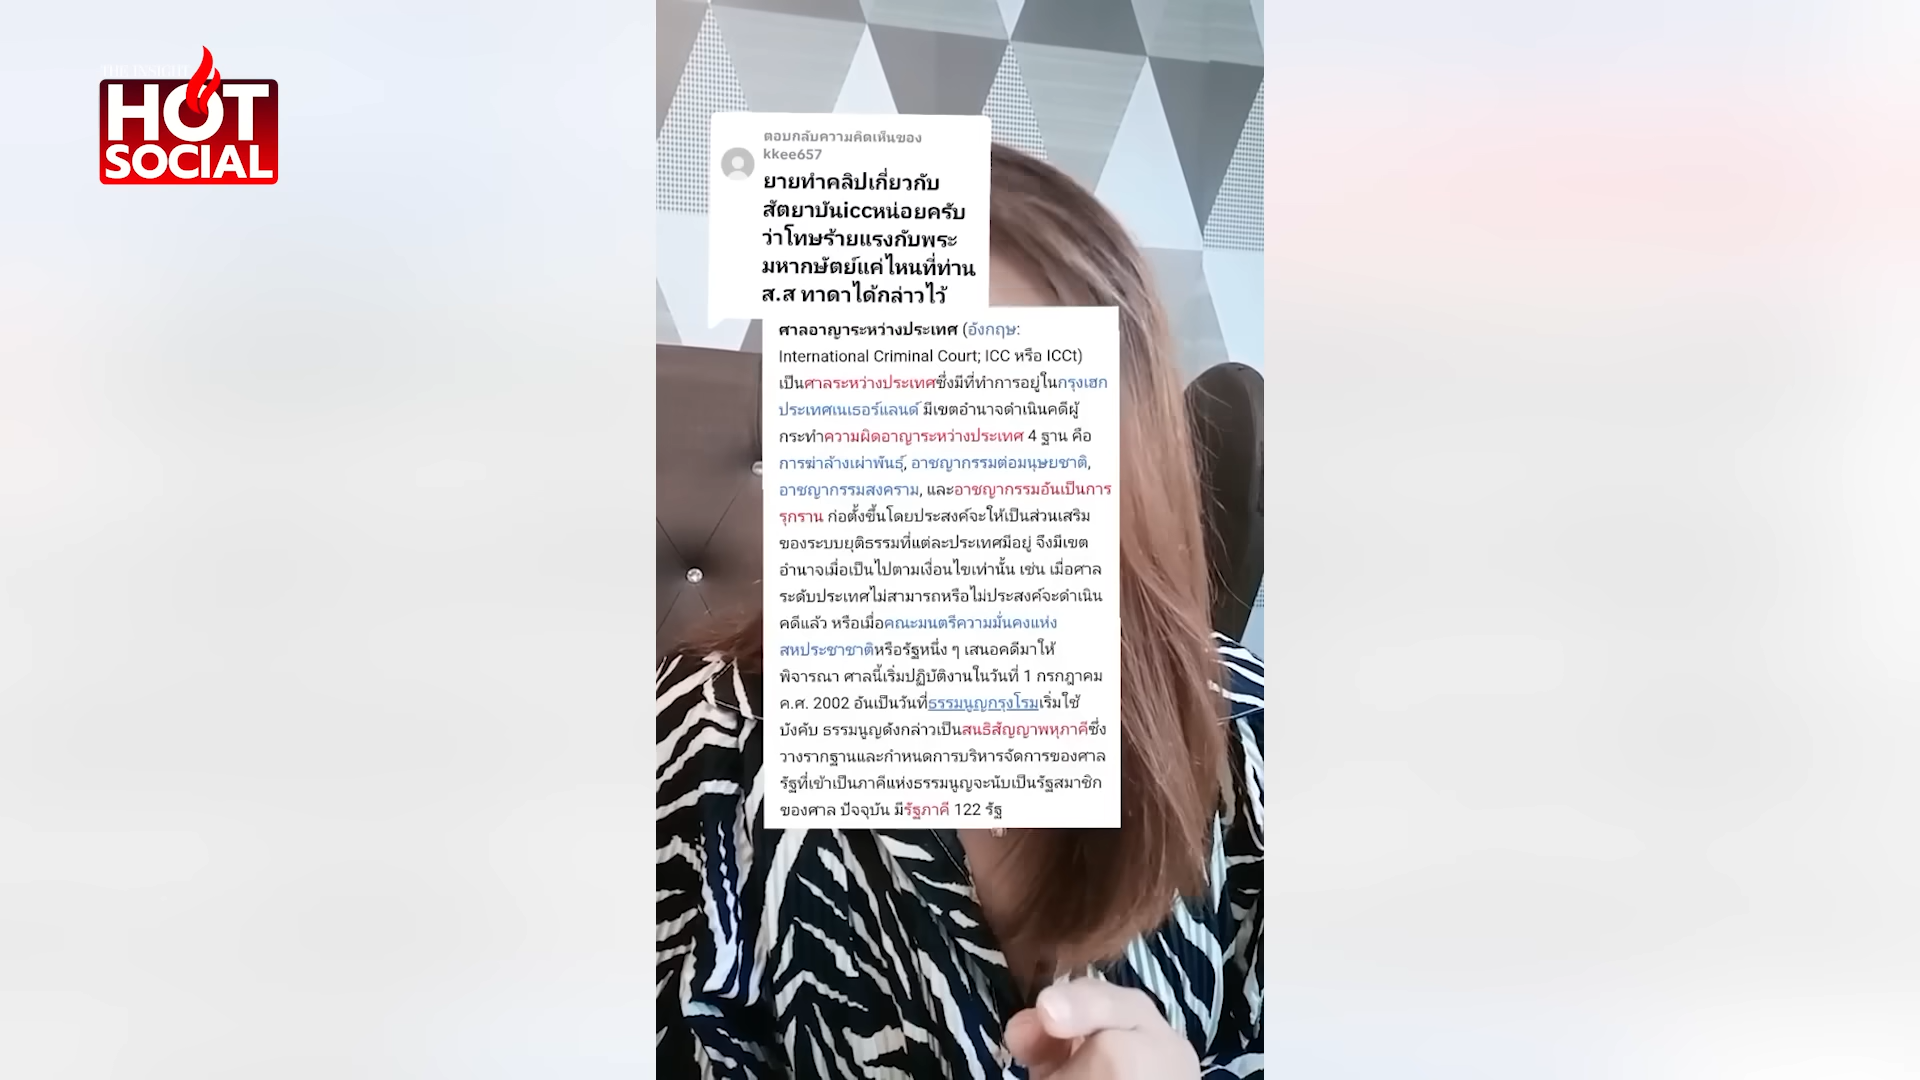 THE INSIGHT
HOT
SOCIAL
ตอบกลับความคิดเห็นของ
kkee657
ยายทำคลิปเกี่ยวกับ
สัตยาบันiccหน่อยครับ
ว่าโทษร้ายแรงกับพระ
มหากษัตย์แค่ไหนที่ท่าน
ส.ส ทาดาได้กล่าวไว้
ศาลอาญาระหว่างประเทศ (อังกฤษ:
International Criminal Court; ICC หรือ ICCt)
เป็นศาลระหว่างประเทศซึ่งมีที่ทำการอยู่ในกรุงเฮก
ประเทศเนเธอร์แลนด์ มีเขตอำนาจดำเนินคดีผู้
กระทำความผิดอาญาระหว่างประเทศ 4 ฐาน คือ
การฆ่าล้างเผ่าพันธุ์, อาชญากรรมต่อมนุษยชาติ,
อาชญากรรมสงคราม, และอาชญากรรมอันเป็นการ
รุกราน ก่อตั้งขึ้นโดยประสงค์จะให้เป็นส่วนเสริม
ของระบบยุติธรรมที่แต่ละประเทศมีอยู่ จึงมีเขต
อำนาจเมื่อเป็นไปตามเงื่อนไขเท่านั้น เช่น เมื่อศาล
ระดับประเทศไม่สามารถหรือไม่ประสงค์จะดำเนิน
คดีแล้ว หรือเมื่อคณะมนตรีความมั่นคงแห่ง
สหประชาชาติหรือรัฐหนึ่ง ๆ เสนอคดีมาให้
พิจารณา ศาลนี้เริ่มปฏิบัติงานในวันที่ 1 กรกฎาคม
ค.ศ. 2002 อันเป็นวันที่ธรรมนูญกรุงโรมเริ่มใช้
บังคับ ธรรมนูญดังกล่าวเป็นสนธิสัญญาพหุภาคีซึ่ง
วางรากฐานและกำหนดการบริหารจัดการของศาล
รัฐที่เข้าเป็นภาคีแห่งธรรมนูญจะนับเป็นรัฐสมาชิก
ของศาล ปัจจุบัน มีรัฐภาคี 122 รัฐ